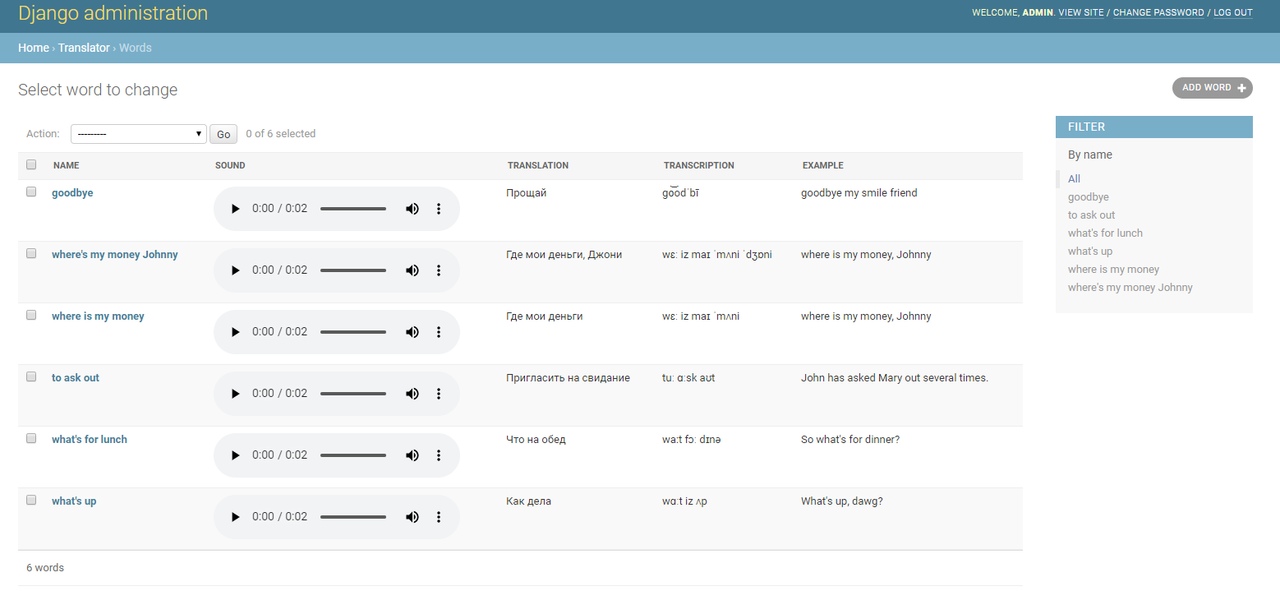 Django administration
WELCOME, ADMIN. VIEW SITE / CHANGE PASSWORD / LOG OUT
Home › Translator › Words
Select word to change
ADD WORD +
Action: --------- Go 0 of 6 selected
NAME SOUND TRANSLATION TRANSCRIPTION EXAMPLE
goodbye 0:00 / 0:02 Прощай go͝odˈbī goodbye my smile friend
where's my money Johnny 0:00 / 0:02 Где мои деньги, Джони wɛː iz maɪ ˈmʌni ˈdʒɒni where is my money, Johnny
where is my money 0:00 / 0:02 Где мои деньги wɛː iz maɪ ˈmʌni where is my money, Johnny
to ask out 0:00 / 0:02 Пригласить на свидание tuː ɑːsk aʊt John has asked Mary out several times.
what's for lunch 0:00 / 0:02 Что на обед waːt fɔː dɪnə So what's for dinner?
what's up 0:00 / 0:02 Как дела wɑːt iz ʌp What's up, dawg?
6 words
FILTER
By name
All
goodbye
to ask out
what's for lunch
what's up
where is my money
where's my money Johnny